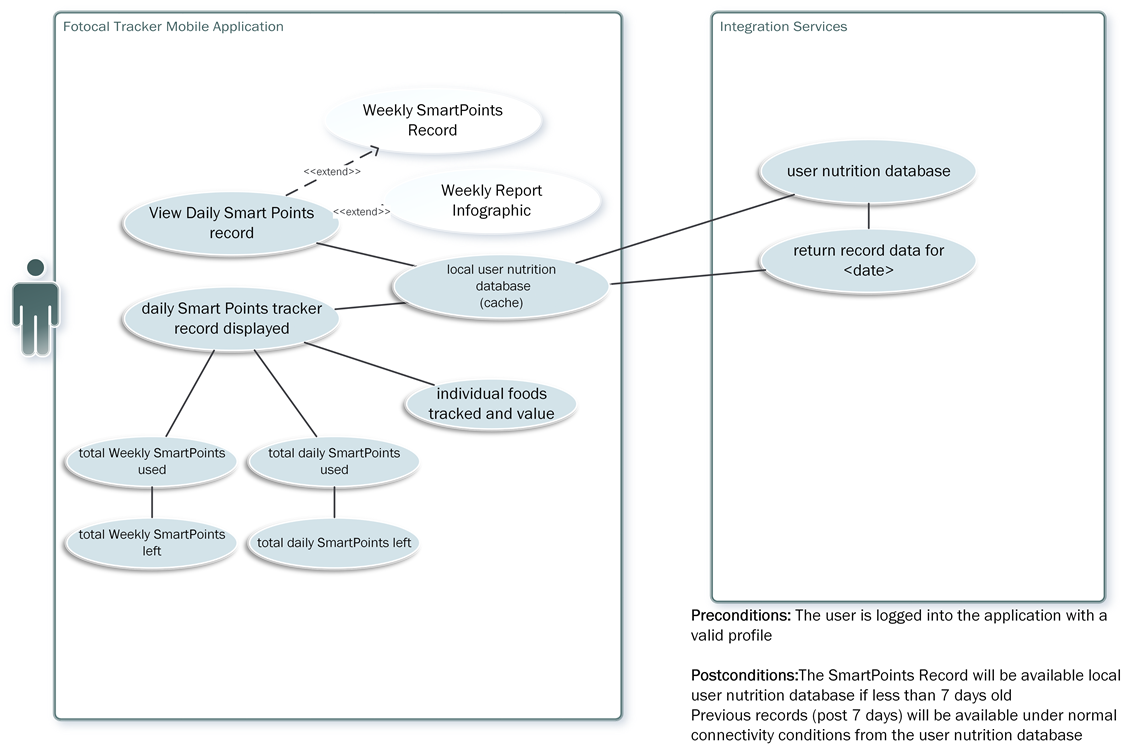 Fotocal Tracker Mobile Application
Integration Services
Weekly SmartPoints
Record
<<extend>>
Weekly Report
Infographic
<<extend>>
View Daily Smart Points
record
local user nutrition
database
(cache)
daily Smart Points tracker
record displayed
individual foods
tracked and value
total Weekly SmartPoints
used
total daily SmartPoints
used
total Weekly SmartPoints
left
total daily SmartPoints left
user nutrition database
return record data for
<date>
Preconditions: The user is logged into the application with a
valid profile
Postconditions:The SmartPoints Record will be available local
user nutrition database if less than 7 days old
Previous records (post 7 days) will be available under normal
connectivity conditions from the user nutrition database